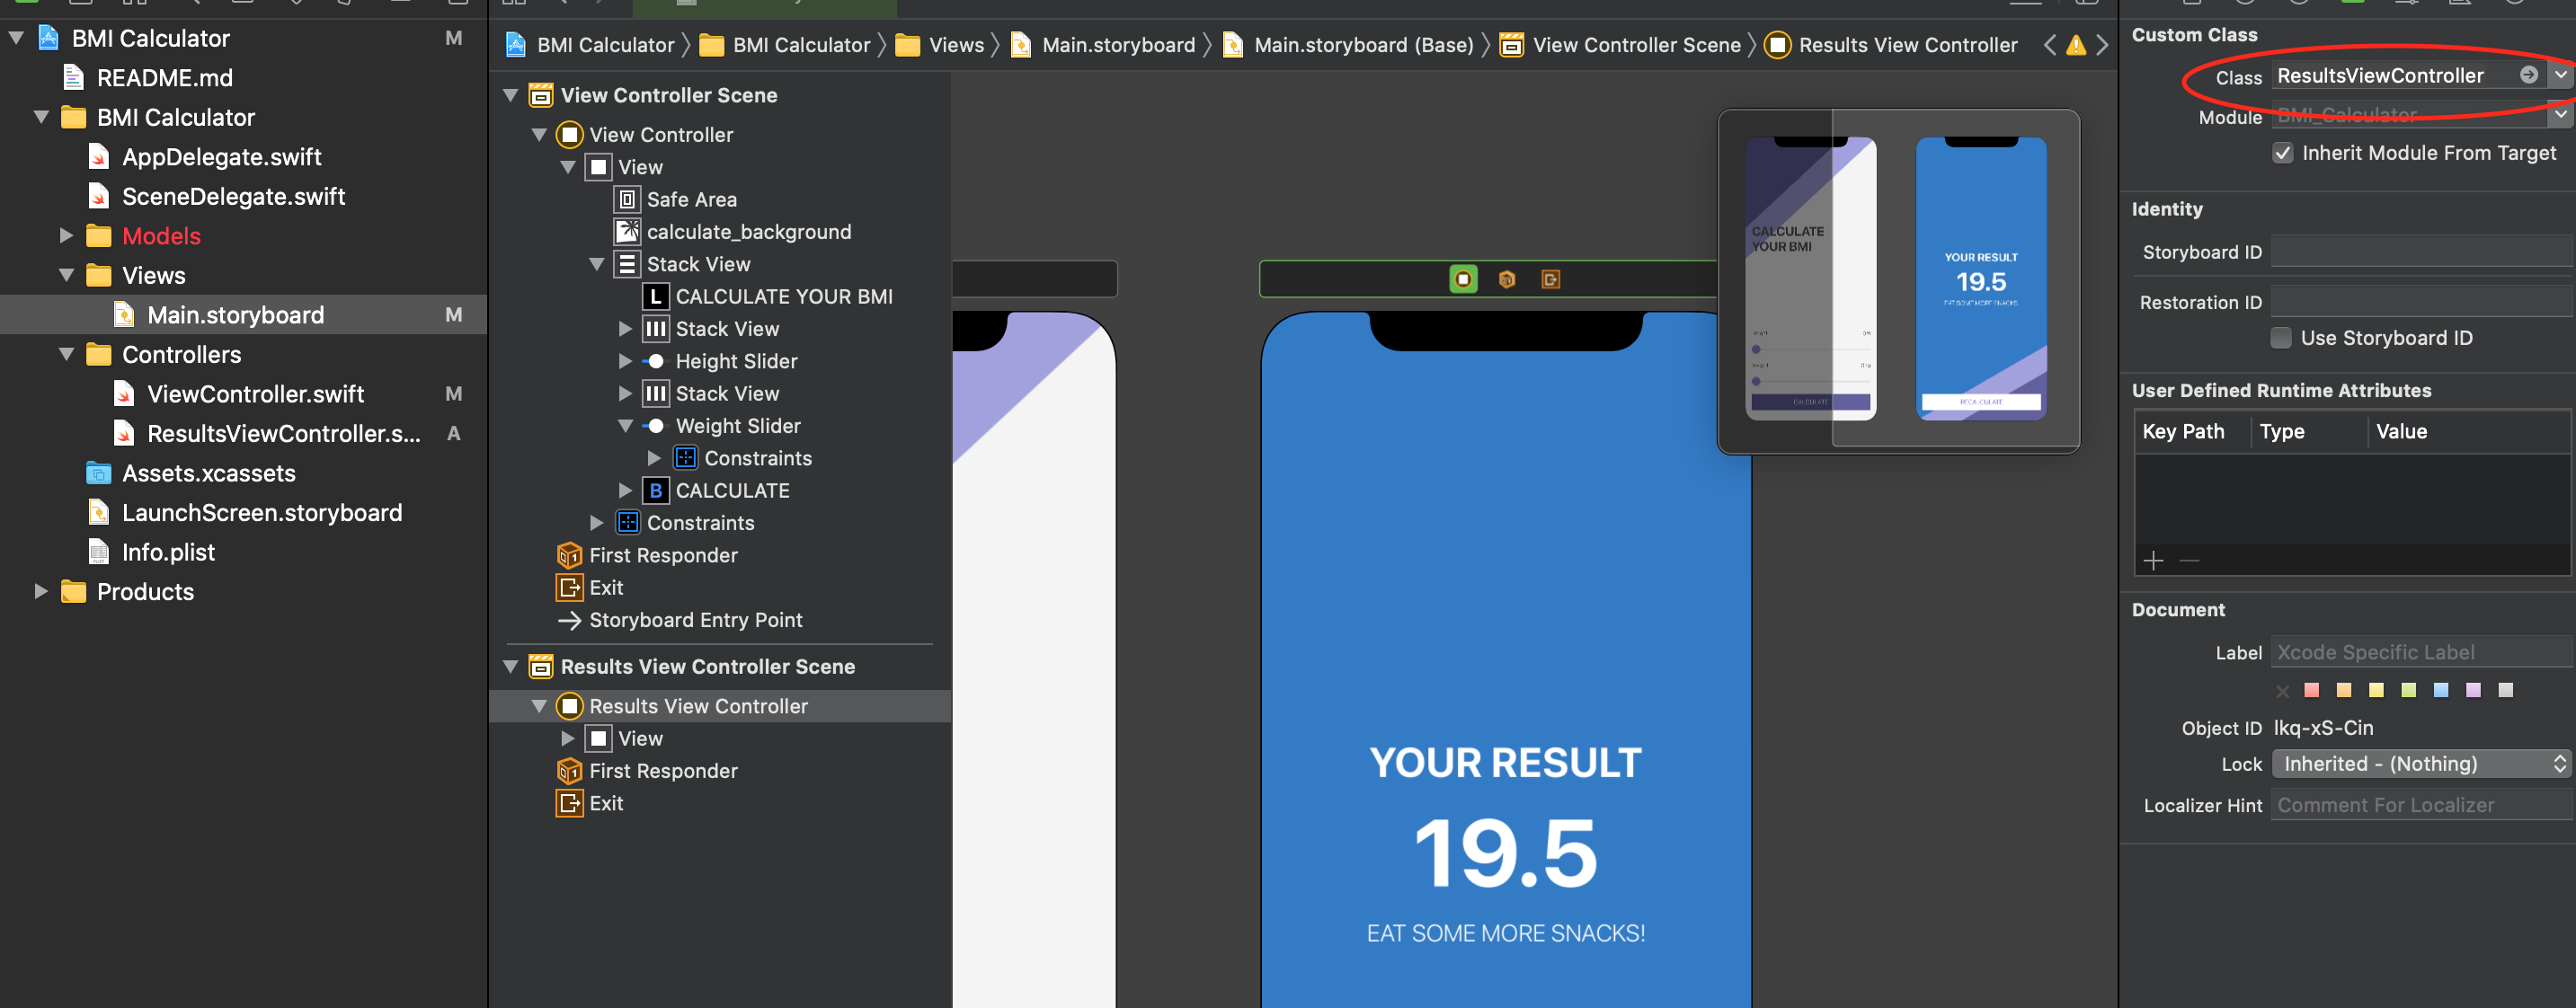 BMI Calculator M
README.md
BMI Calculator
AppDelegate.swift
SceneDelegate.swift
Models
Views
Main.storyboard M
Controllers
ViewController.swift M
ResultsViewController.s... A
Assets.xcassets
LaunchScreen.storyboard
Info.plist
Products
BMI Calculator BMI Calculator Views Main.storyboard Main.storyboard (Base) View Controller Scene Results View Controller
View Controller Scene
View Controller
View
Safe Area
calculate_background
Stack View
L CALCULATE YOUR BMI
Stack View
Height Slider
Stack View
Weight Slider
Constraints
B CALCULATE
Constraints
First Responder
Exit
Storyboard Entry Point
Results View Controller Scene
Results View Controller
View
First Responder
Exit
YOUR RESULT
19.5
EAT SOME MORE SNACKS!
CALCULATE
YOUR BMI
CALCULATE
YOUR RESULT
19.5
EAT SOME MORE SNACKS
RECALCULATE
Custom Class
Class ResultsViewController
Module BMI_Calculator
Inherit Module From Target
Identity
Storyboard ID
Restoration ID
Use Storyboard ID
User Defined Runtime Attributes
Key Path Type Value
Document
Label Xcode Specific Label
Object ID lkq-xS-Cin
Lock Inherited - (Nothing)
Localizer Hint Comment For Localizer